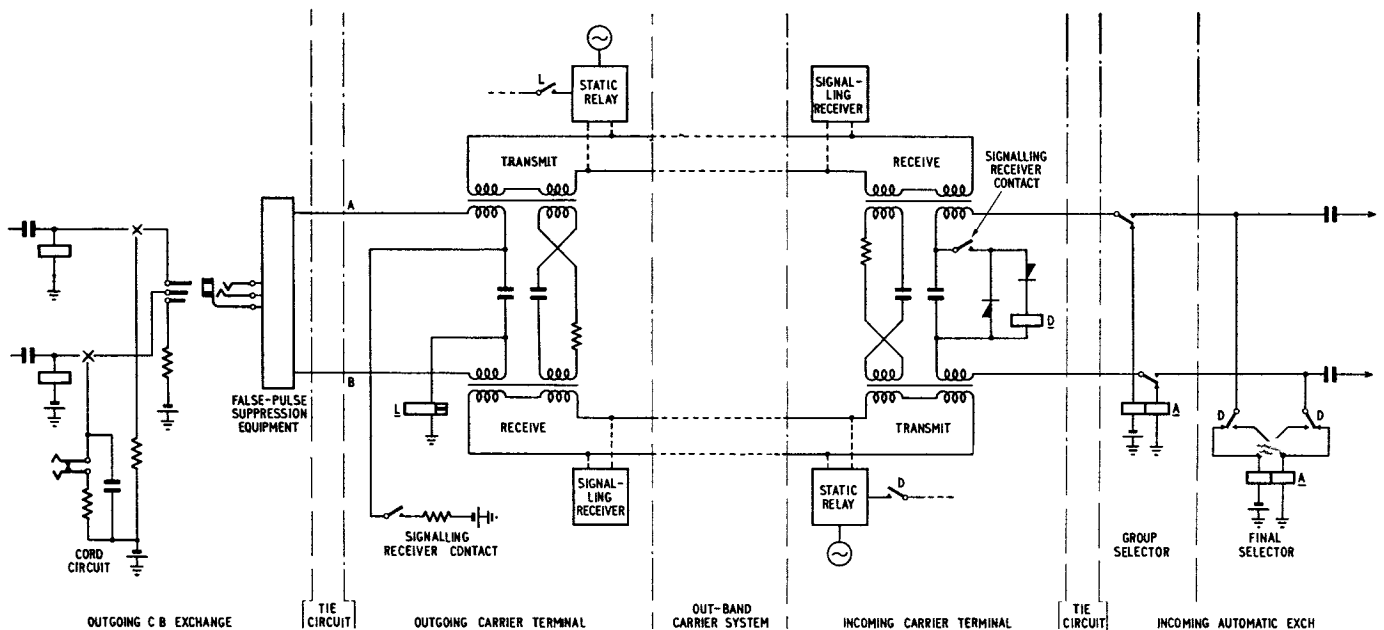 L
STATIC
RELAY
SIGNAL-
LING
RECEIVER
TRANSMIT
RECEIVE
SIGNALLING
RECEIVER
CONTACT
A
B
FALSE-PULSE
SUPPRESSION
EQUIPMENT
L
D
A
D
D
A
RECEIVE
TRANSMIT
SIGNAL-
LING
RECEIVER
STATIC
RELAY
D
SIGNALLING
RECEIVER CONTACT
CORD
CIRCUIT
GROUP
SELECTOR
FINAL
SELECTOR
OUTGOING C B EXCHANGE
TIE
CIRCUIT
OUTGOING CARRIER TERMINAL
OUT-BAND
CARRIER SYSTEM
INCOMING CARRIER TERMINAL
TIE
CIRCUIT
INCOMING AUTOMATIC EXCH